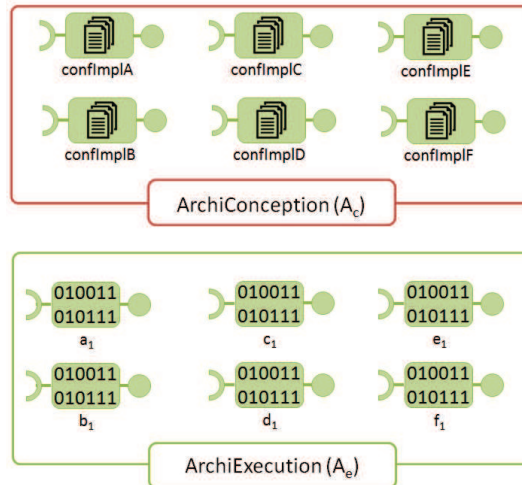 confImplA confImplC confImplE
confImplB confImplD confImplF
ArchiConception (Ac)
010011 010011 010011
010111 010111 010111
a1 c1 e1
010011 010011 010011
010111 010111 010111
b1 d1 f1
ArchiExecution (Ae)